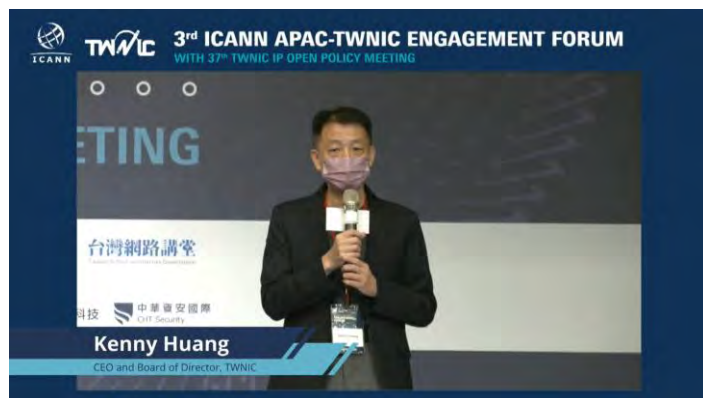 ICANN
TWNIC
3rd ICANN APAC-TWNIC ENGAGEMENT FORUM
WITH 37th TWNIC IP OPEN POLICY MEETING
ETING
台灣網路講堂
科技
中華資安國際
CHT Security
Kenny Huang
CEO and Board of Director, TWNIC